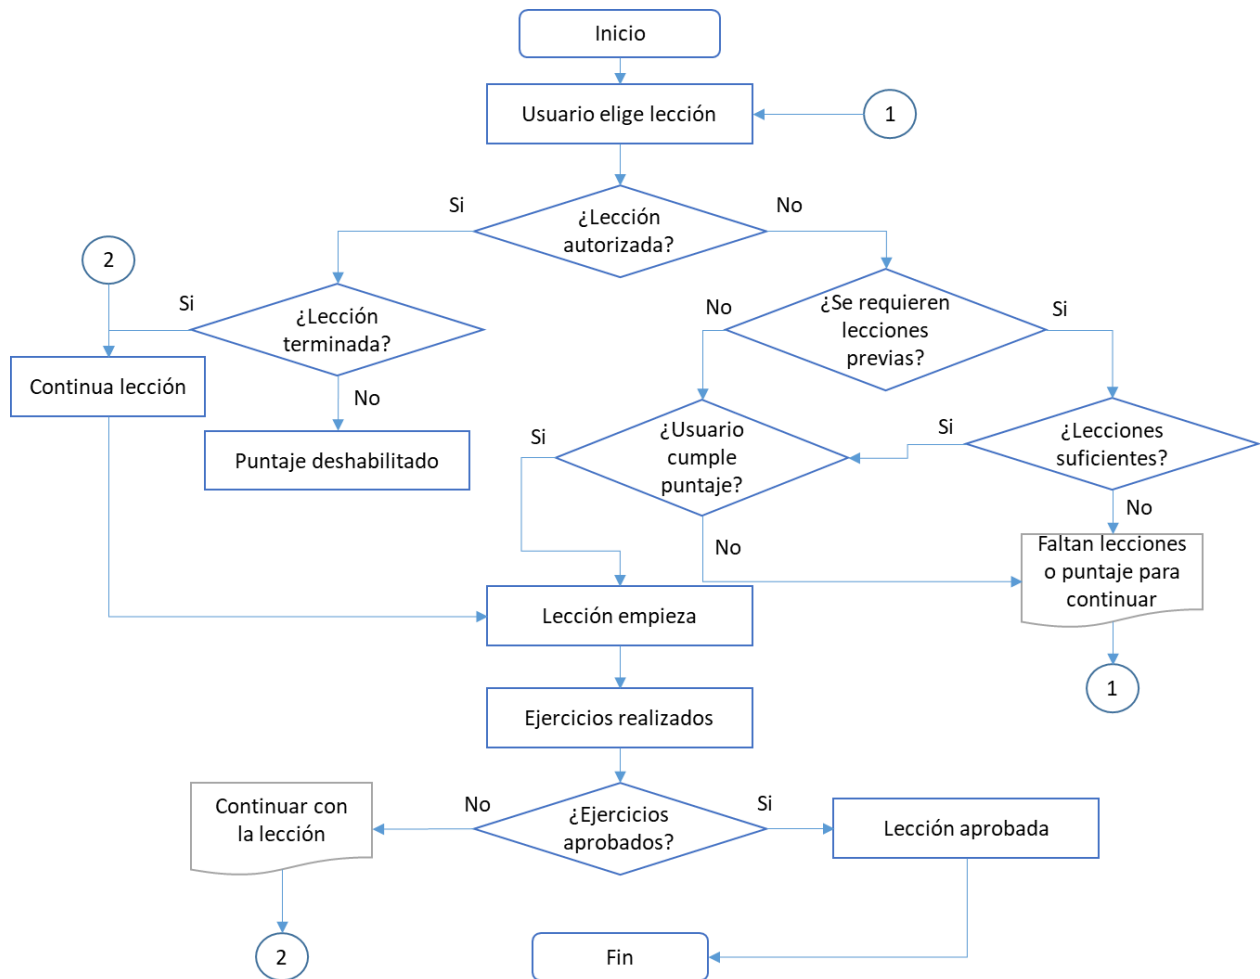 Inicio
Usuario elige lección
1
Si
¿Lección
autorizada?
No
2
Si
¿Lección
terminada?
No
¿Se requieren
lecciones
previas?
Si
Continua lección
No
Puntaje deshabilitado
Si
¿Usuario
cumple
puntaje?
Si
¿Lecciones
suficientes?
No
No
Faltan lecciones
o puntaje para
continuar
Lección empieza
1
Ejercicios realizados
Continuar con
la lección
No
¿Ejercicios
aprobados?
Si
Lección aprobada
2
Fin